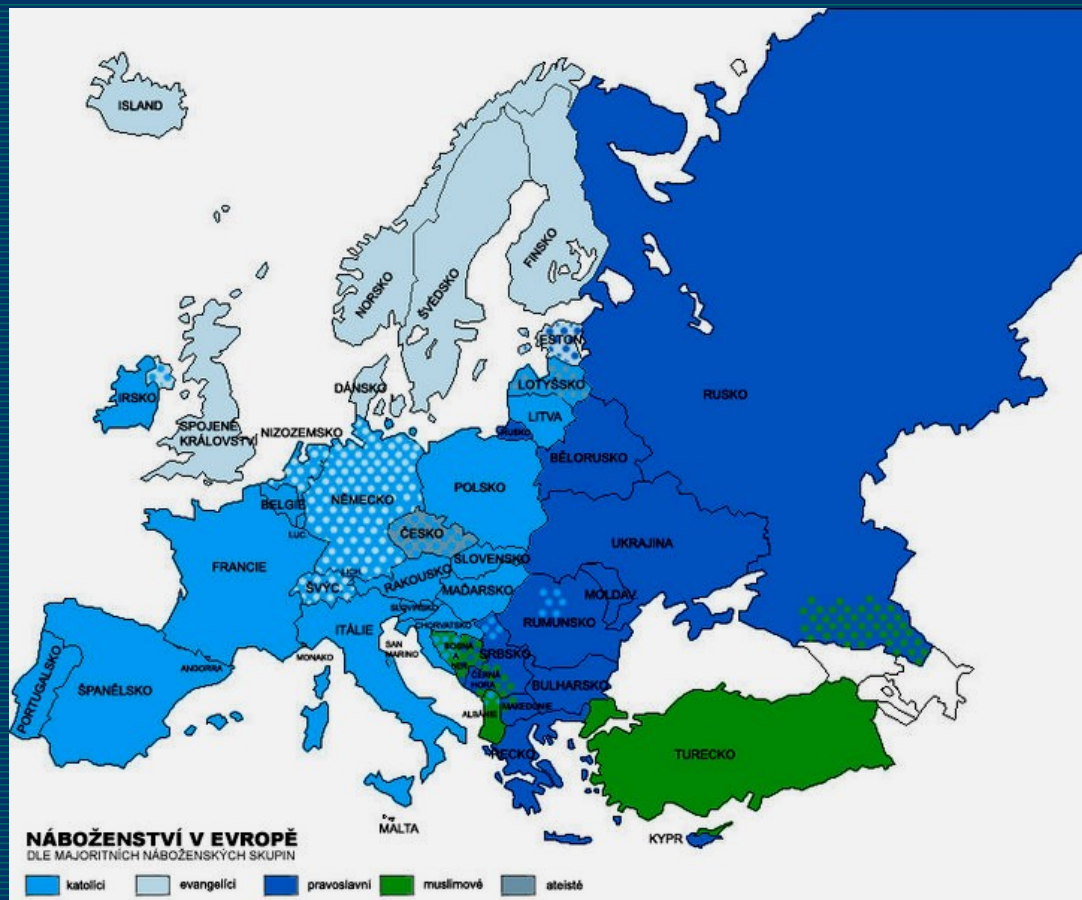 ISLAND
NORSKO
ŠVÉDSKO
FINSKO
ESTON.
LOTYŠSKO
LITVA
RUSKO
RUSKO
DÁNSKO
IRSKO
SPOJENÉ
KRÁLOVSTVÍ
NIZOZEMSKO
BĚLORUSKO
BELGIE
NĚMECKO
POLSKO
LUC.
ČESKO
UKRAJINA
FRANCIE
LICH.
SLOVENSKO
ŠVÝC.
RAKOUSKO
MAĎARSKO
MOLDAV.
SLOVINSKO
RUMUNSKO
CHORVATSKO
ITÁLIE
SAN
MARINO
BOSNA
A
HER.
SRBSKO
MONAKO
ANDORRA
ČERNÁ
HORA
BULHARSKO
PORTUGALSKO
ŠPANĚLSKO
ALBÁNIE
MAKEDONIE
ŘECKO
TURECKO
MALTA
KYPR
NÁBOŽENSTVÍ V EVROPĚ
DLE MAJORITNÍCH NÁBOŽENSKÝCH SKUPIN
katolíci
evangelíci
pravoslavní
muslimové
ateisté